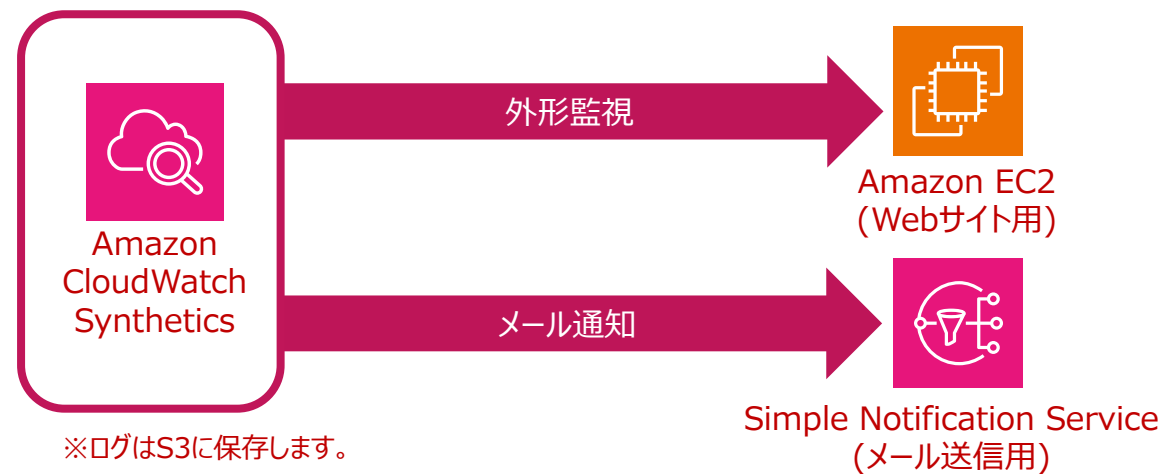 外形監視
Amazon EC2
(Webサイト用)
Amazon
CloudWatch
Synthetics
メール通知
Simple Notification Service
(メール送信用)
※ログはS3に保存します。